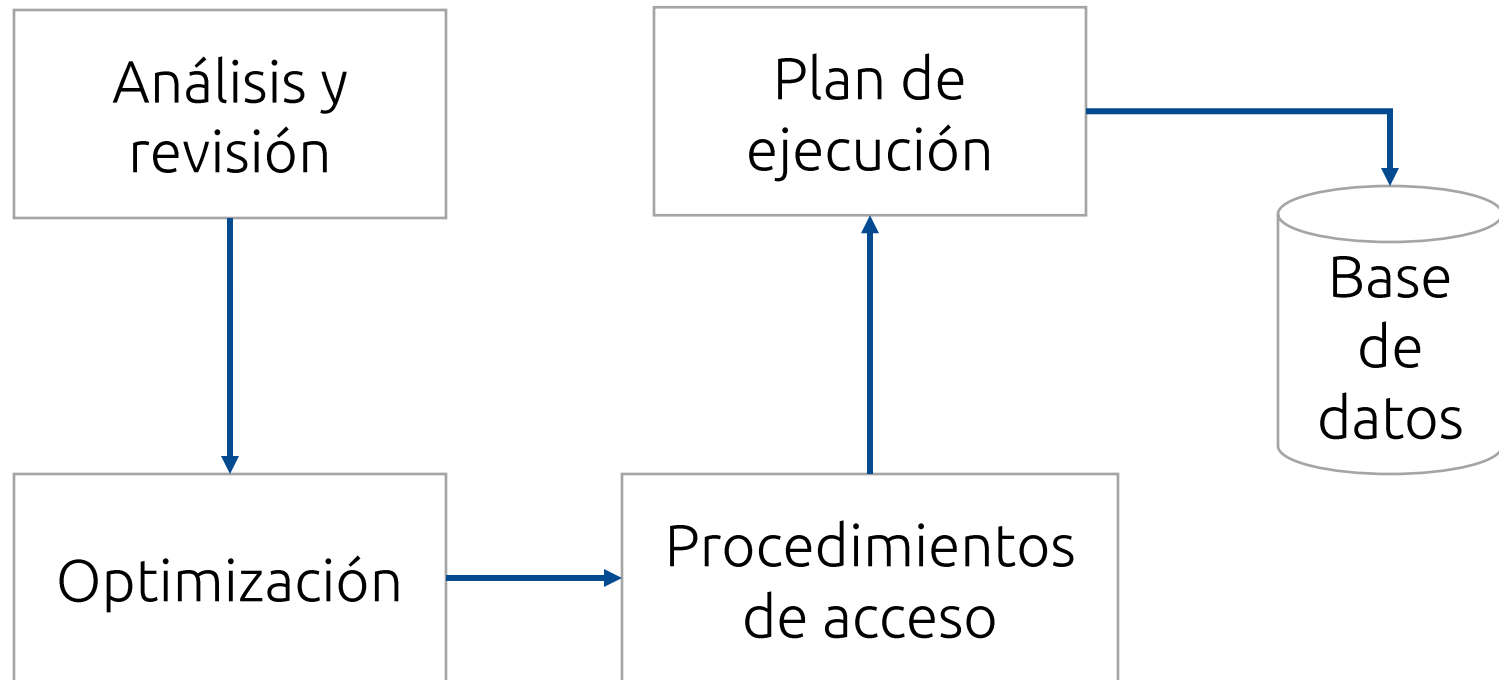 Análisis y
revisión
Optimización
Procedimientos
de acceso
Plan de
ejecución
Base
de
datos